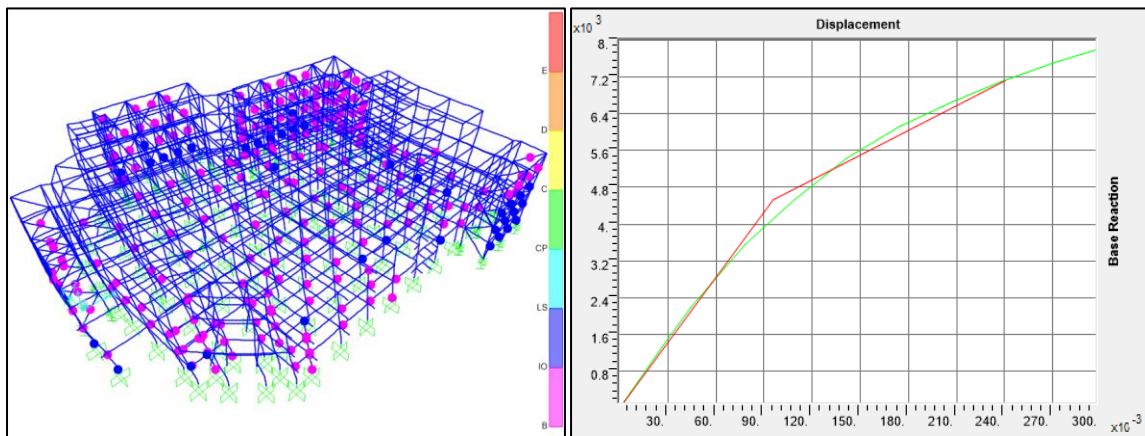 E
D
C
CP
LS
IO
B
Displacement
x10 3
8.
7.2
6.4
5.6
4.8
4.0
3.2
2.4
1.6
0.8
Base Reaction
30. 60. 90. 120. 150. 180. 210. 240. 270. 300. x10 -3